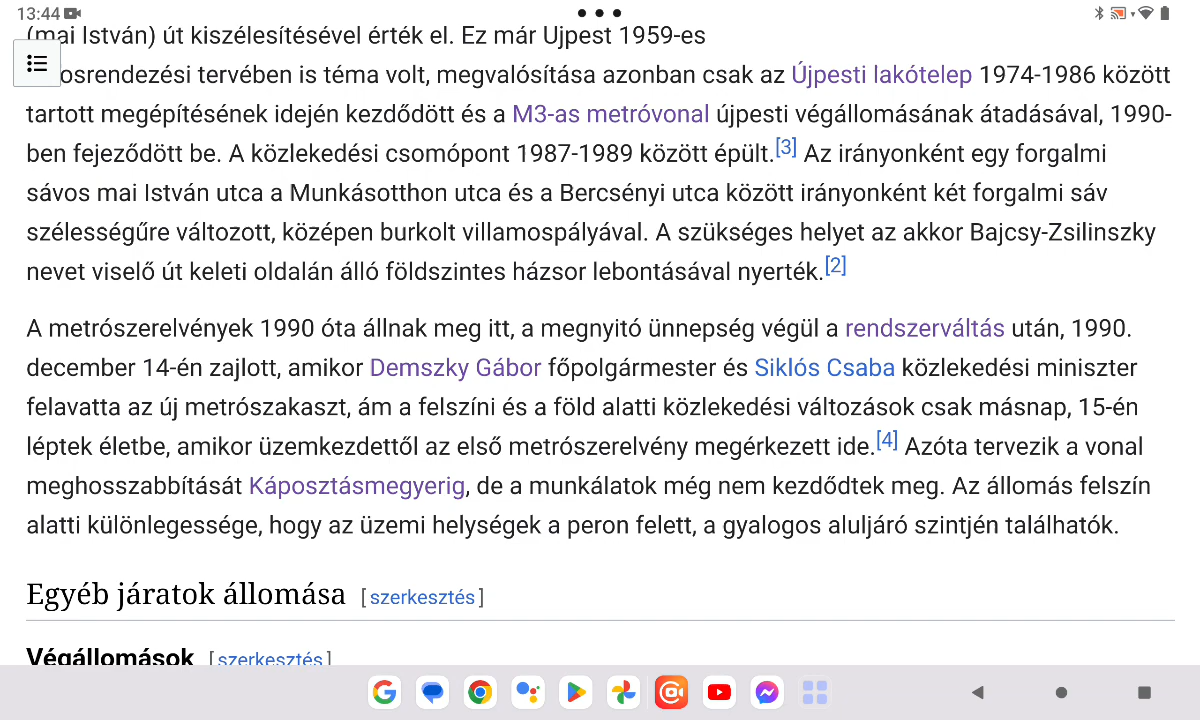 13:44
(mai István) út kiszélesítésével érték el. Ez már Ujpest 1959-es
osrendezési tervében is téma volt, megvalósítása azonban csak az Újpesti lakótelep 1974-1986 között
tartott megépítésének idején kezdődött és a M3-as metróvonal újpesti végállomásának átadásával, 1990-
ben fejeződött be. A közlekedési csomópont 1987-1989 között épült.[3] Az irányonként egy forgalmi
sávos mai István utca a Munkásotthon utca és a Bercsényi utca között irányonként két forgalmi sáv
szélességűre változott, középen burkolt villamospályával. A szükséges helyet az akkor Bajcsy-Zsilinszky
nevet viselő út keleti oldalán álló földszintes házsor lebontásával nyerték.[2]
A metrószerelvények 1990 óta állnak meg itt, a megnyitó ünnepség végül a rendszerváltás után, 1990.
december 14-én zajlott, amikor Demszky Gábor főpolgármester és Siklós Csaba közlekedési miniszter
felavatta az új metrószakaszt, ám a felszíni és a föld alatti közlekedési változások csak másnap, 15-én
léptek életbe, amikor üzemkezdettől az első metrószerelvény megérkezett ide.[4] Azóta tervezik a vonal
meghosszabbítását Káposztásmegyerig, de a munkálatok még nem kezdődtek meg. Az állomás felszín
alatti különlegessége, hogy az üzemi helységek a peron felett, a gyalogos aluljáró szintjén találhatók.
Egyéb járatok állomása [szerkesztés]
Végállomások [szerkesztés]